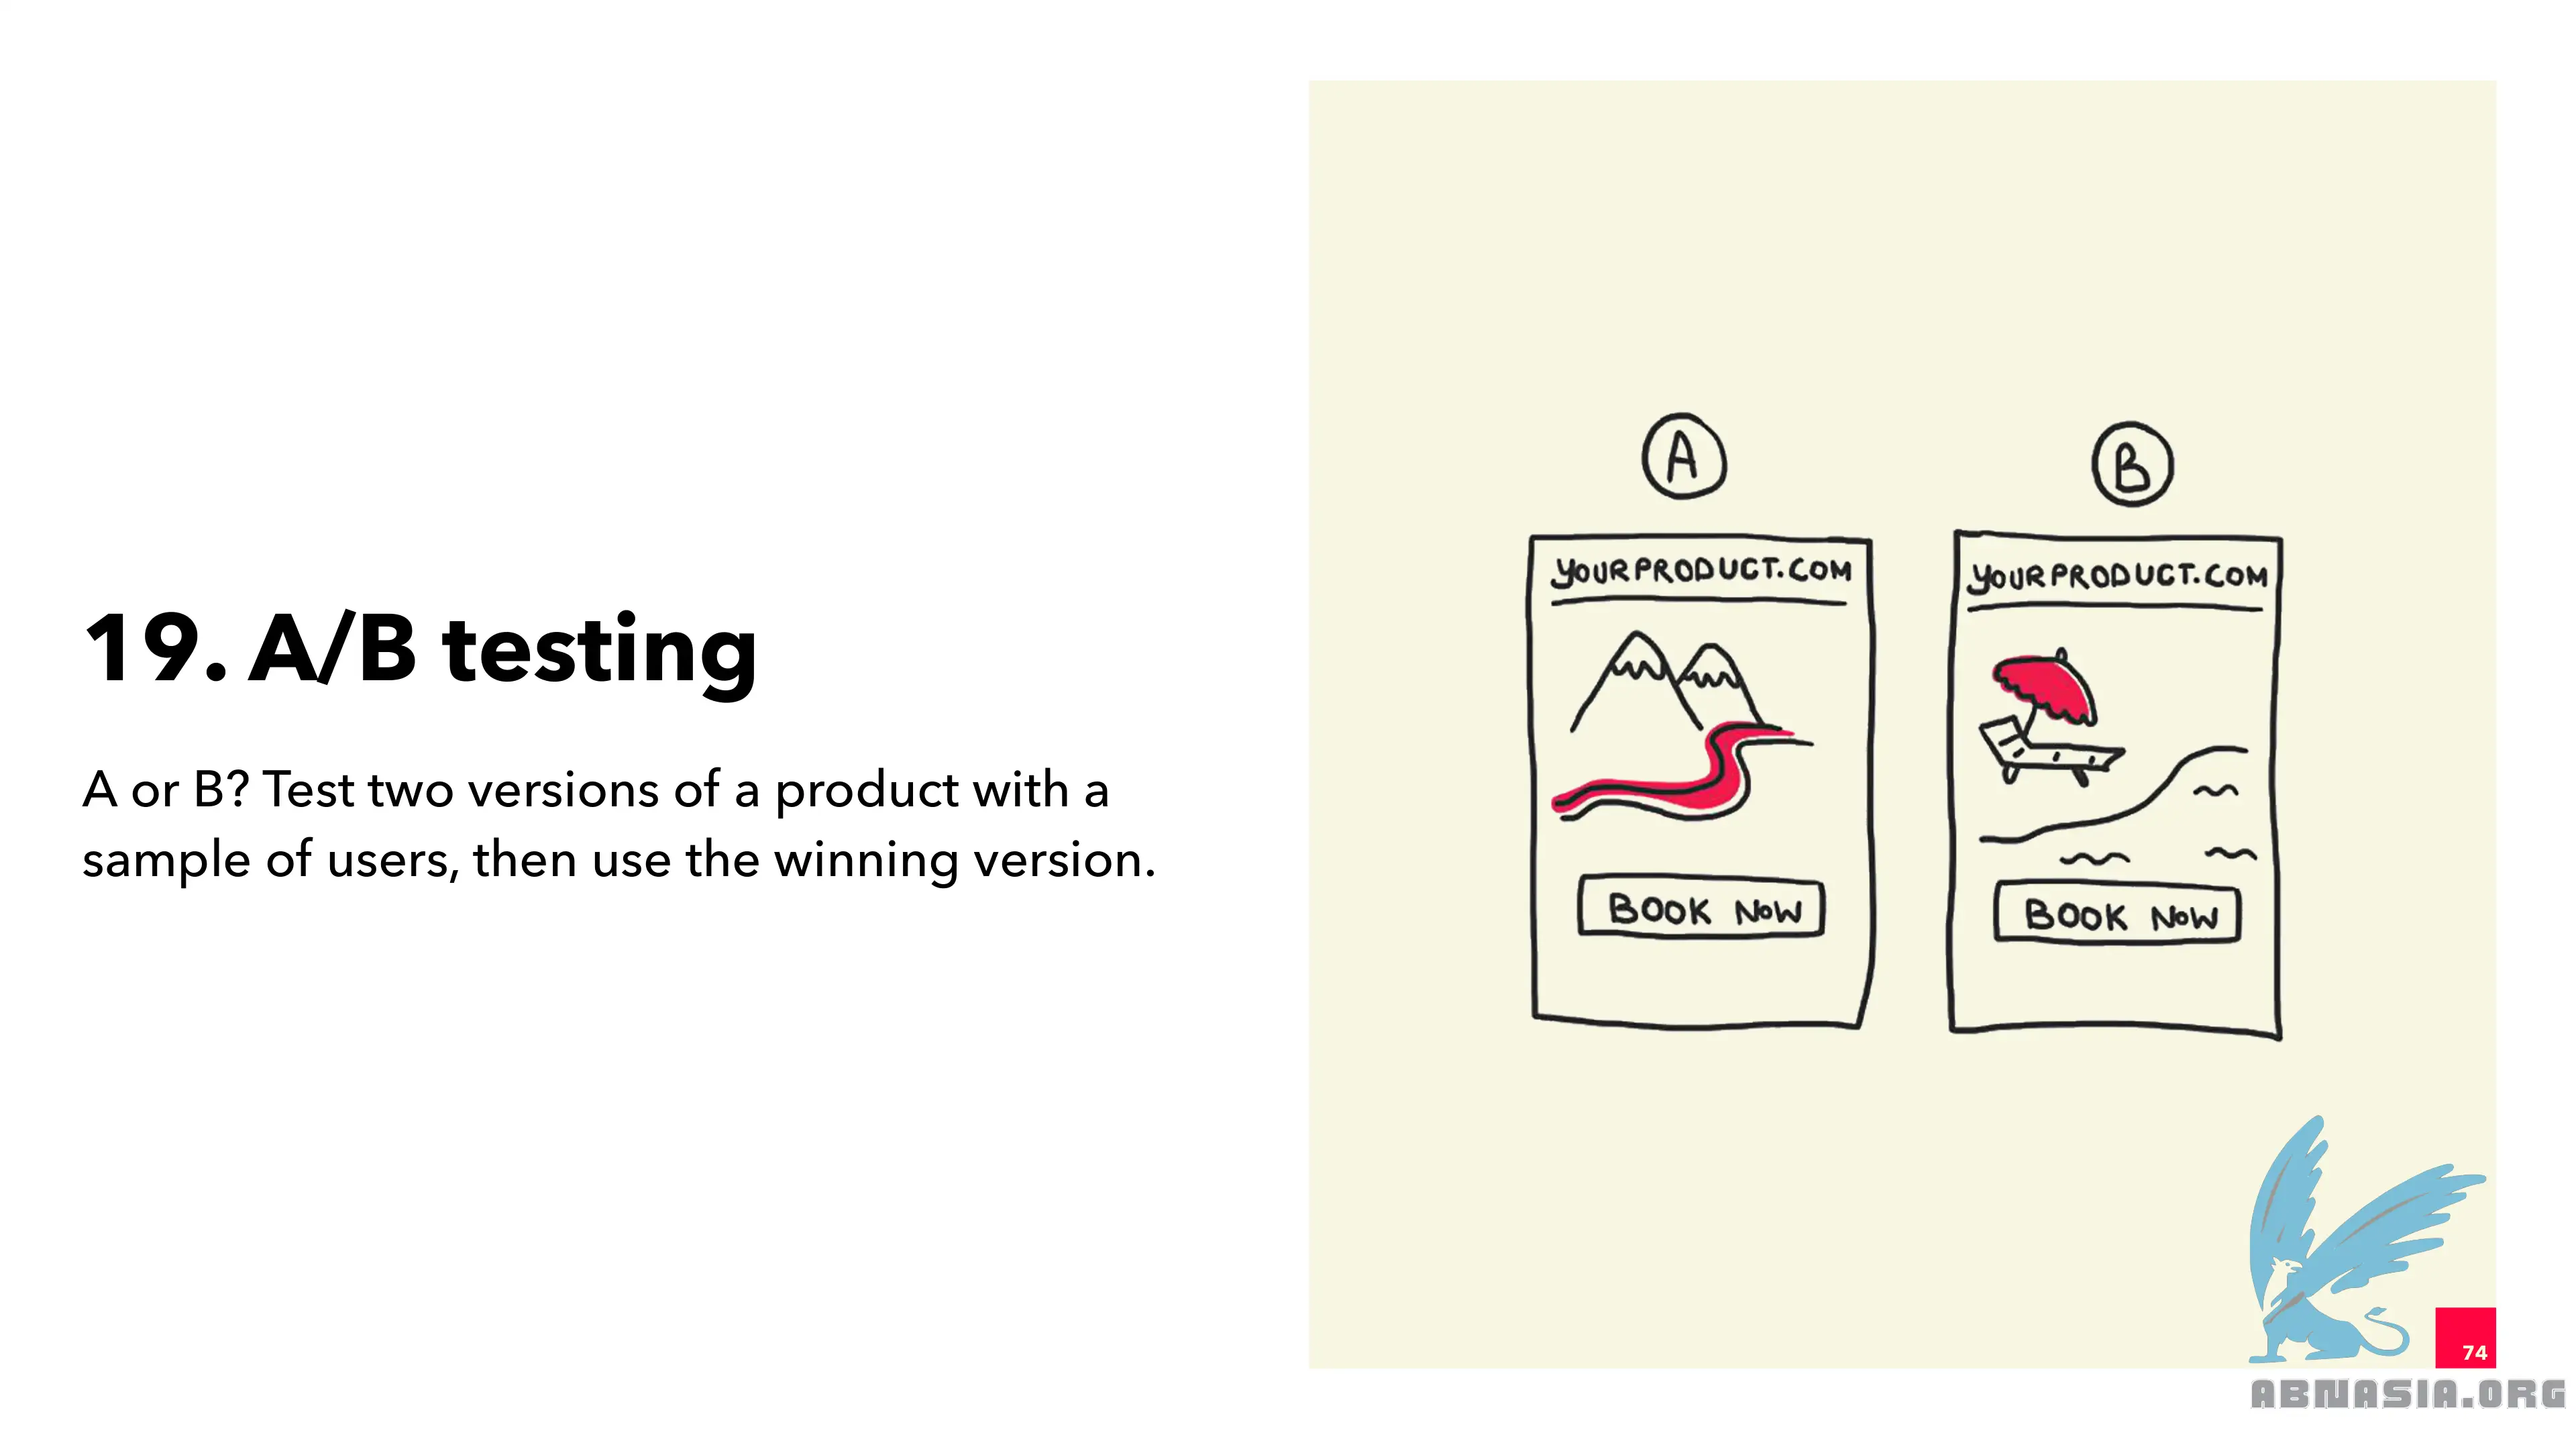 19. A/B testing
A or B? Test two versions of a product with a
sample of users, then use the winning version.
A
YOURPRODUCT.COM
BOOK NOW
B
YOURPRODUCT.COM
BOOK NOW
74
ABNASIA.ORG